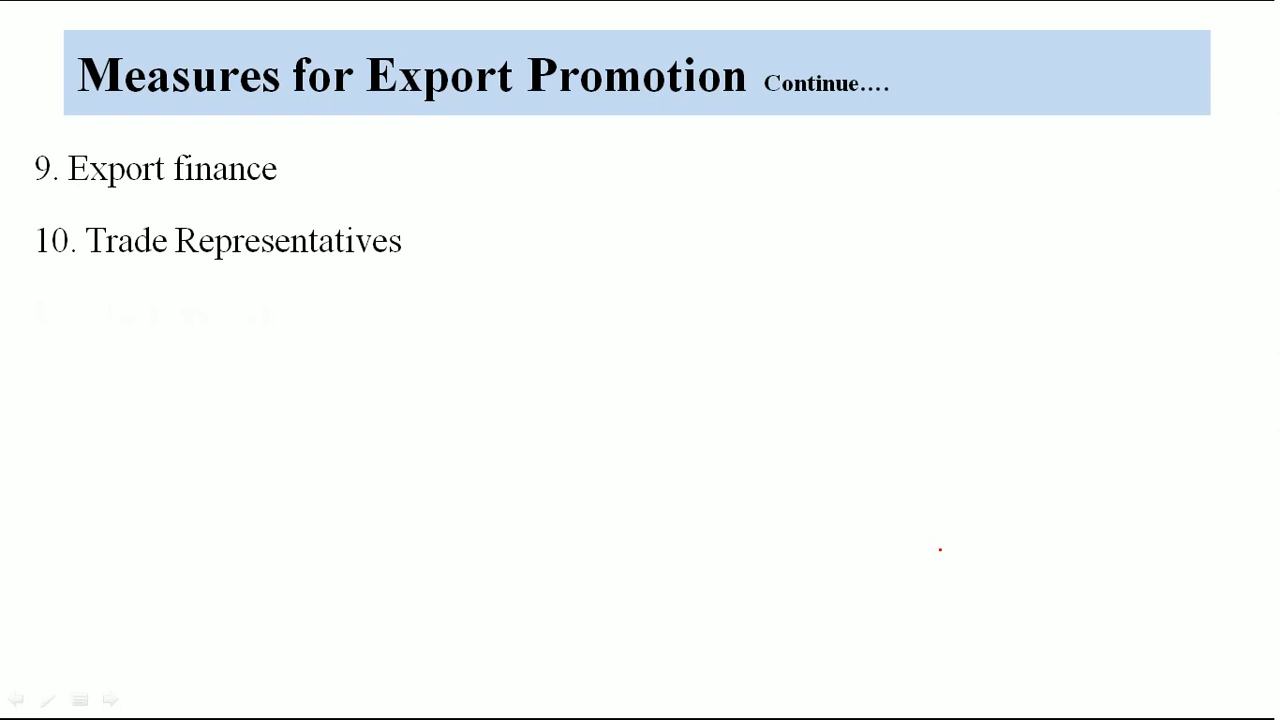 Measures for Export Promotion Continue....
9. Export finance
10. Trade Representatives